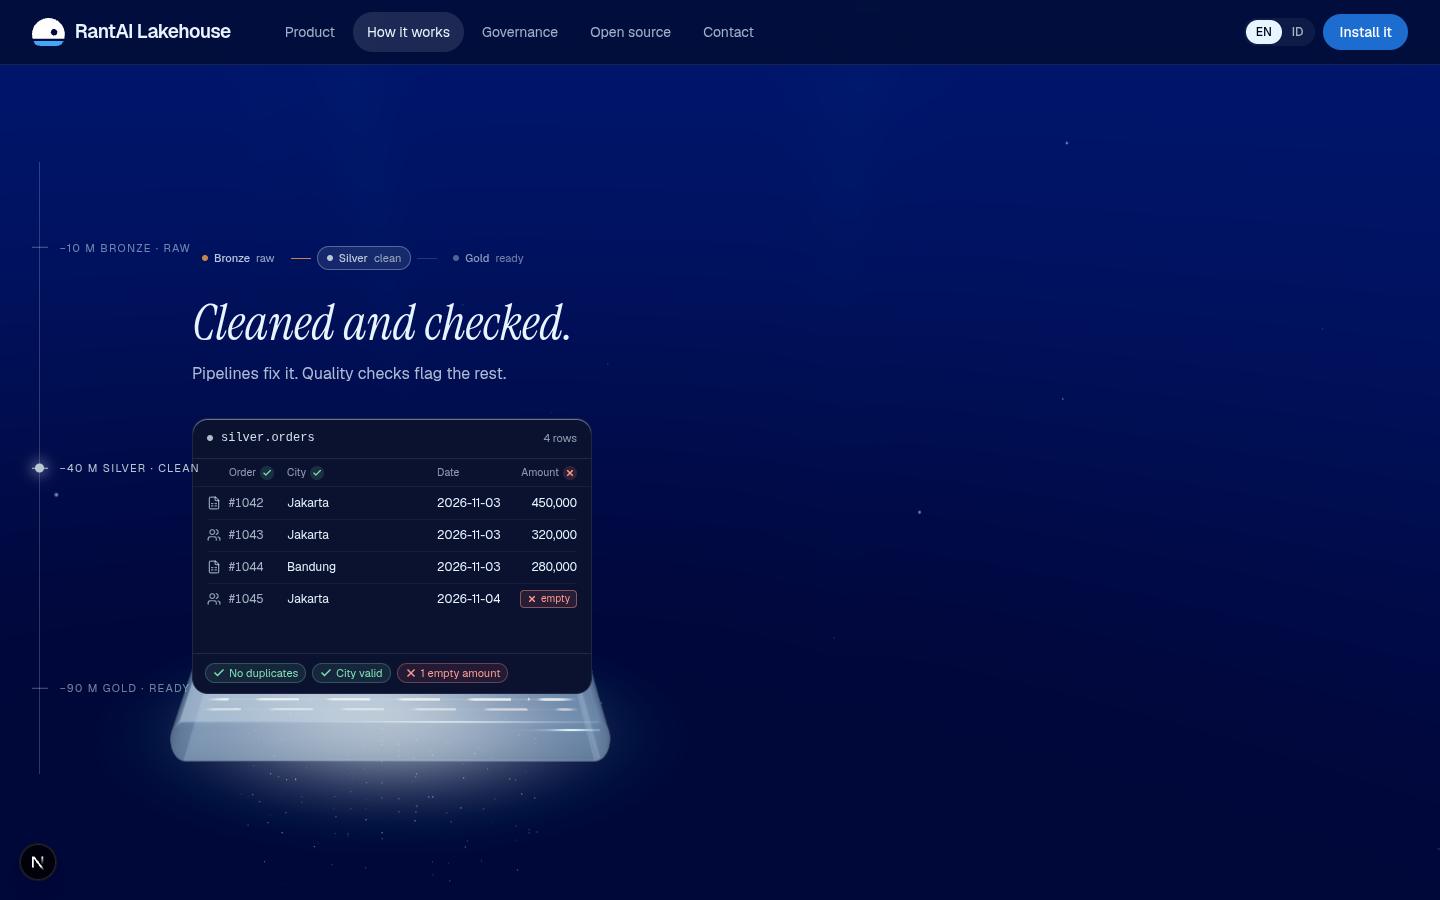 RantAI Lakehouse
Product
How it works
Governance
Open source
Contact
EN
ID
Install it
−10 M BRONZE · RAW
Bronze raw
Silver clean
Gold ready
Cleaned and checked.
Pipelines fix it. Quality checks flag the rest.
silver.orders
4 rows
−40 M SILVER · CLEAN
Order City Date Amount
#1042 Jakarta 2026-11-03 450,000
#1043 Jakarta 2026-11-03 320,000
#1044 Bandung 2026-11-03 280,000
#1045 Jakarta 2026-11-04 empty
No duplicates
City valid
1 empty amount
−90 M GOLD · READY
N